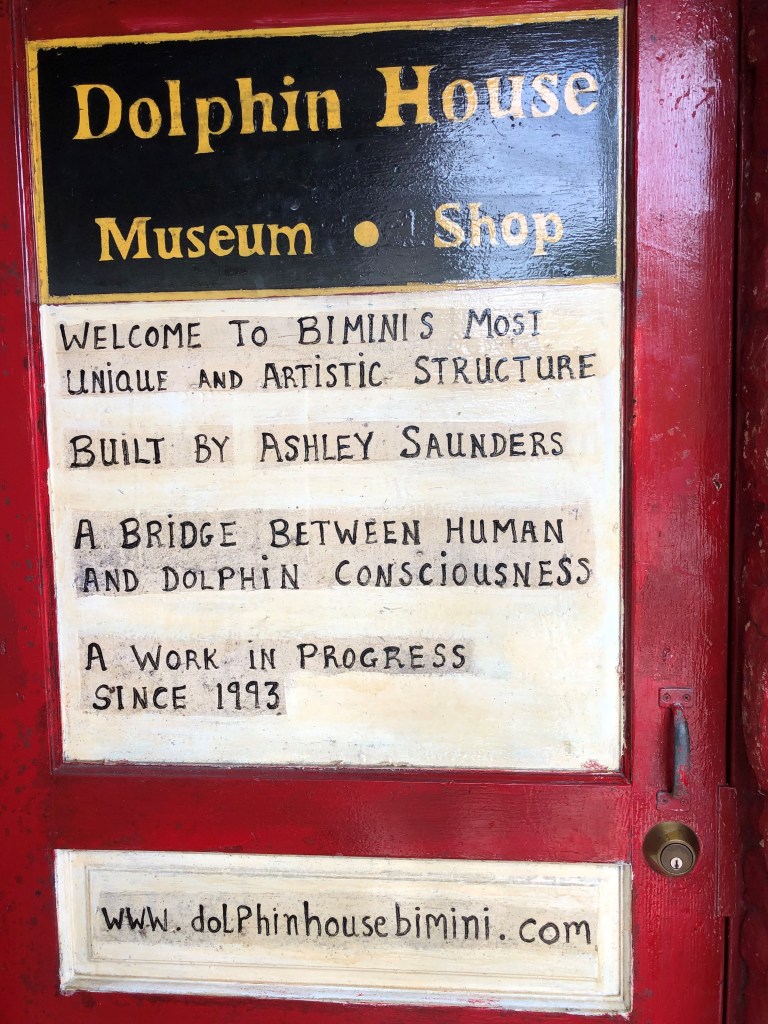 Dolphin House
Museum • Shop
WELCOME TO BIMINIS MOST
UNIQUE AND ARTISTIC STRUCTURE
BUILT BY ASHLEY SAUNDERS
A BRIDGE BETWEEN HUMAN
AND DOLPHIN CONSCIOUSNESS
A WORK IN PROGRESS
SINCE 1993
www.dolphinhousebimini.com